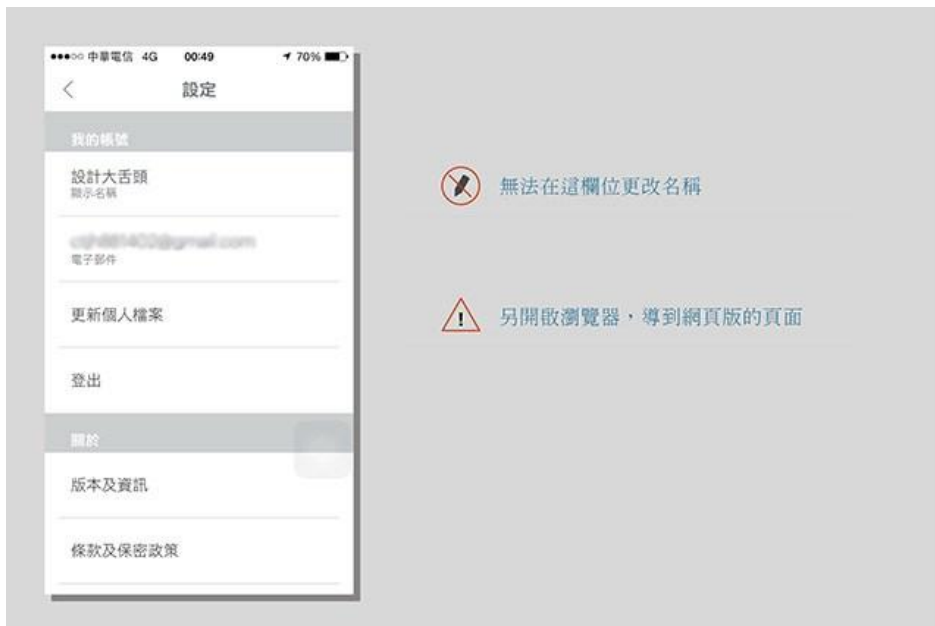 中華電信 4G 00:49 70%
設定
我的帳號
設計大舌頭
顯示名稱
無法在這欄位更改名稱
電子郵件
更新個人檔案
另開啟瀏覽器，導到網頁版的頁面
登出
關於
版本及資訊
條款及保密政策